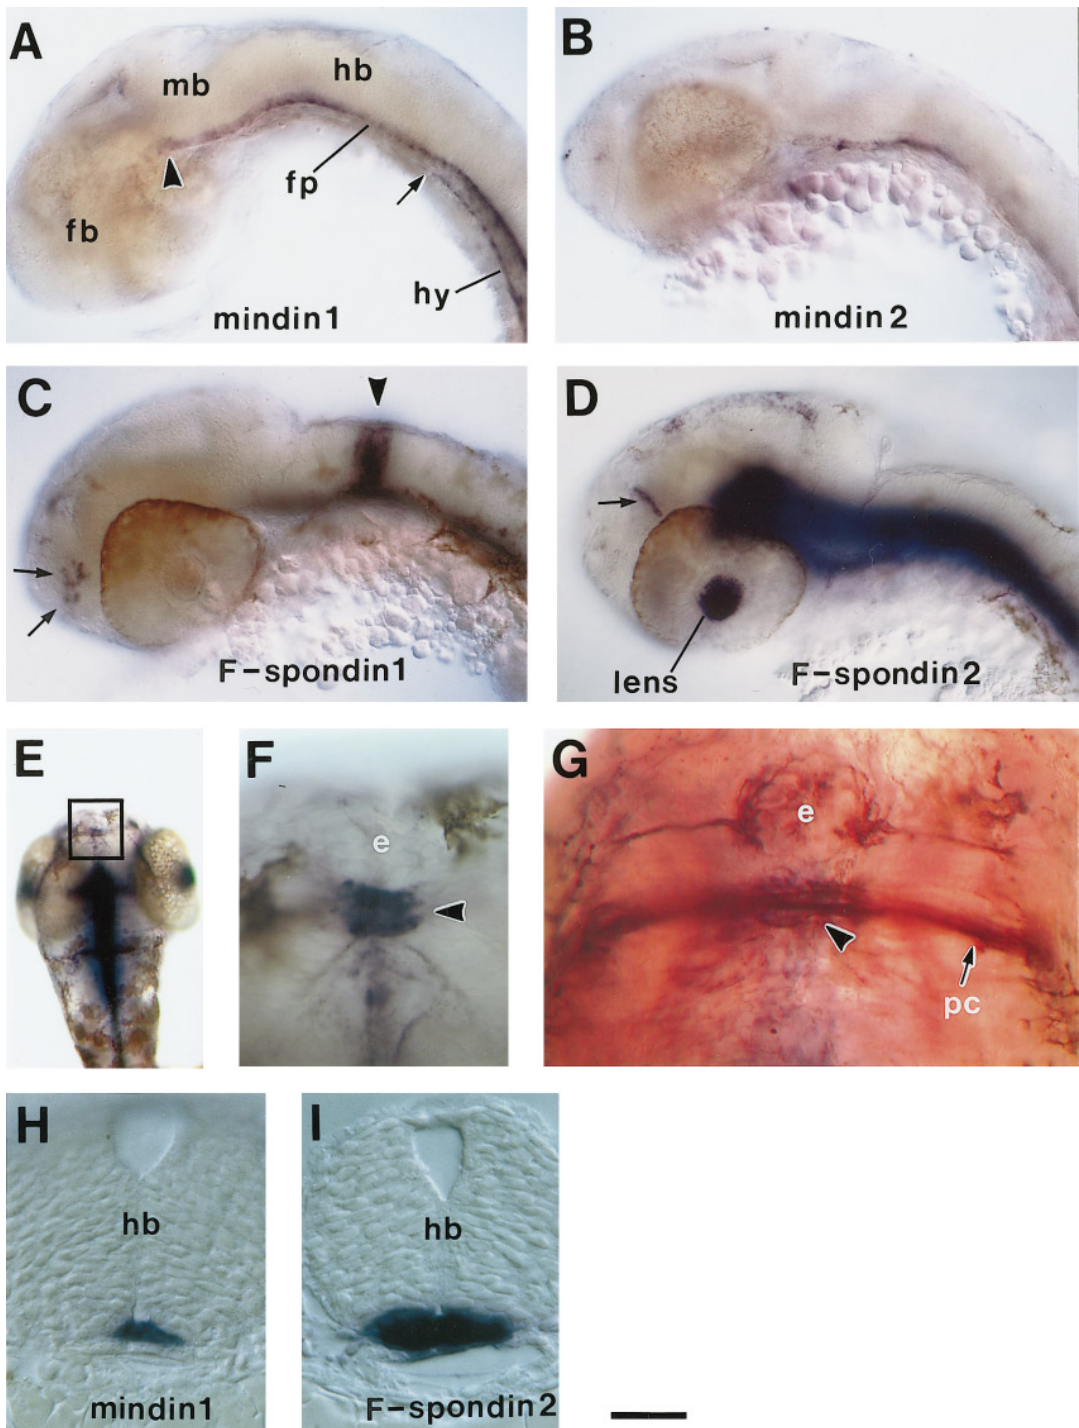 A
mb
hb
fp
fb
hy
mindin1
B
mindin2
C
F-spondin1
D
lens
F-spondin2
E
F
e
G
e
pc
H
hb
mindin1
I
hb
F-spondin2